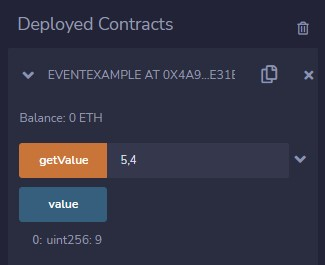 Deployed Contracts
EVENTEXAMPLE AT 0X4A9...E31E
Balance: 0 ETH
getValue 5,4
value
0: uint256: 9